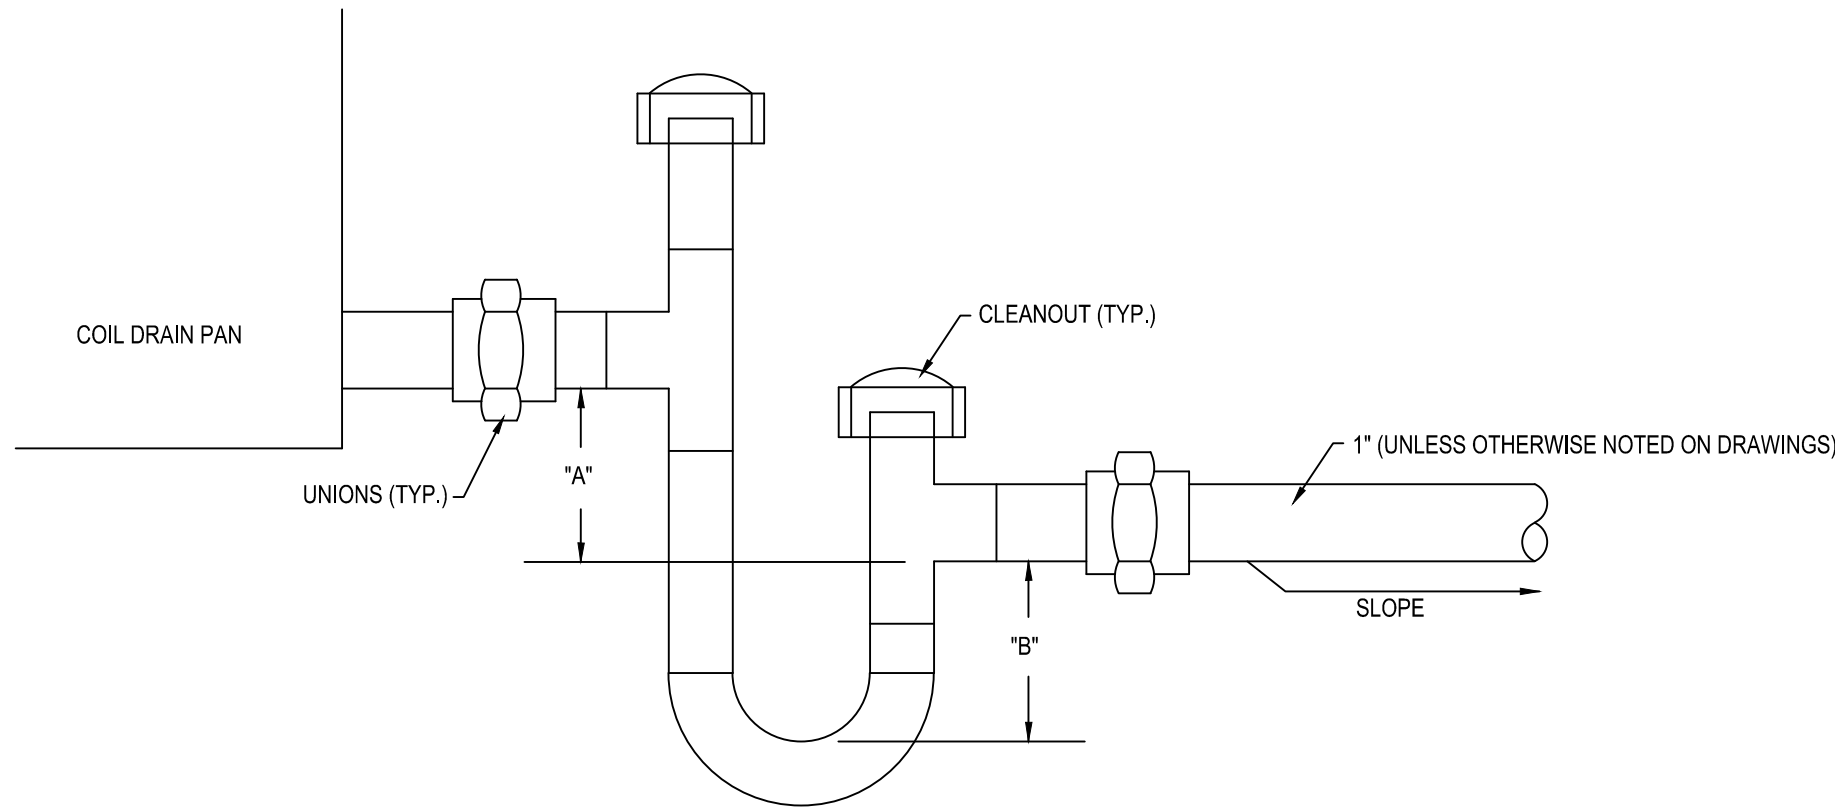 CLEANOUT (TYP.)
COIL DRAIN PAN
1" (UNLESS OTHERWISE NOTED ON DRAWINGS)
"A"
UNIONS (TYP.)
SLOPE
"B"